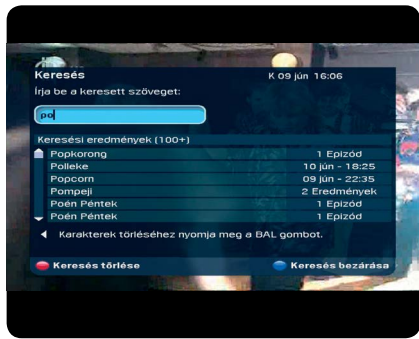 Keresés K 09 jún 16:06
Írja be a keresett szöveget:
po
Keresési eredmények (100+)
Popkorong 1 Epizód
Polleke 10 jún - 18:25
Popcorn 09 jún - 22:35
Pompeji 2 Eredmények
Poén Péntek 1 Epizód
Poén Péntek 1 Epizód
Karakterek törléséhez nyomja meg a BAL gombot.
Keresés törlése Keresés bezárása